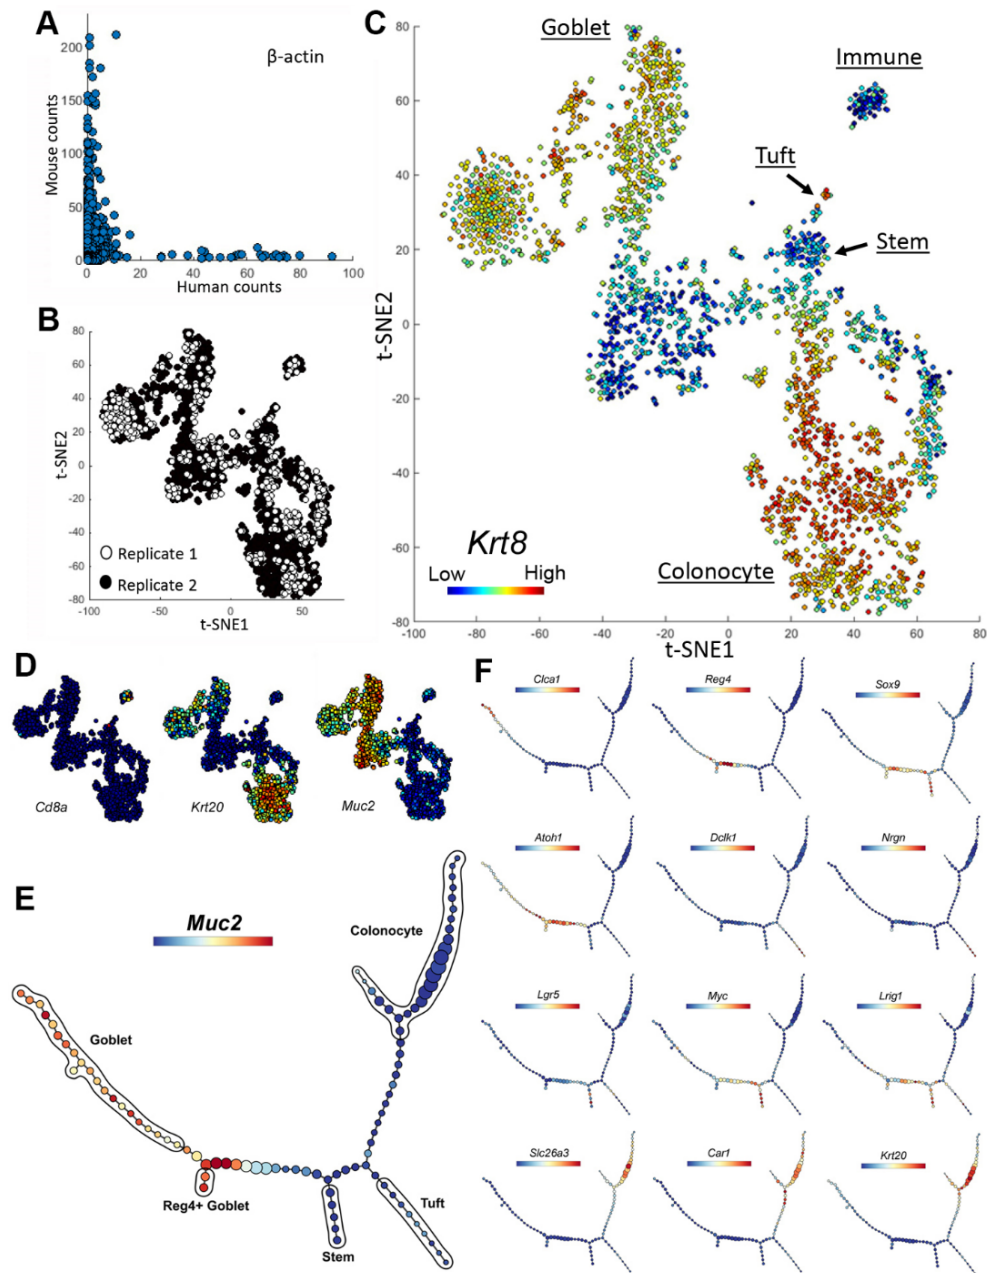 A
β-actin
Mouse counts
200
150
100
50
0
0 20 40 60 80 100
Human counts
B
t-SNE2
80
60
40
20
0
-20
-40
-60
-80
Replicate 1
Replicate 2
-100 -50 0 50
t-SNE1
C
Goblet
Immune
Tuft
Stem
Colonocyte
Krt8
Low High
t-SNE2
80
60
40
20
0
-20
-40
-60
-80
-100 -80 -60 -40 -20 0 20 40 60 80
t-SNE1
D
Cd8a
Krt20
Muc2
E
Muc2
Colonocyte
Goblet
Reg4+ Goblet
Stem
Tuft
F
Clca1
Reg4
Sox9
Atoh1
Dclk1
Nrgn
Lgr5
Myc
Lrig1
Slc26a3
Car1
Krt20